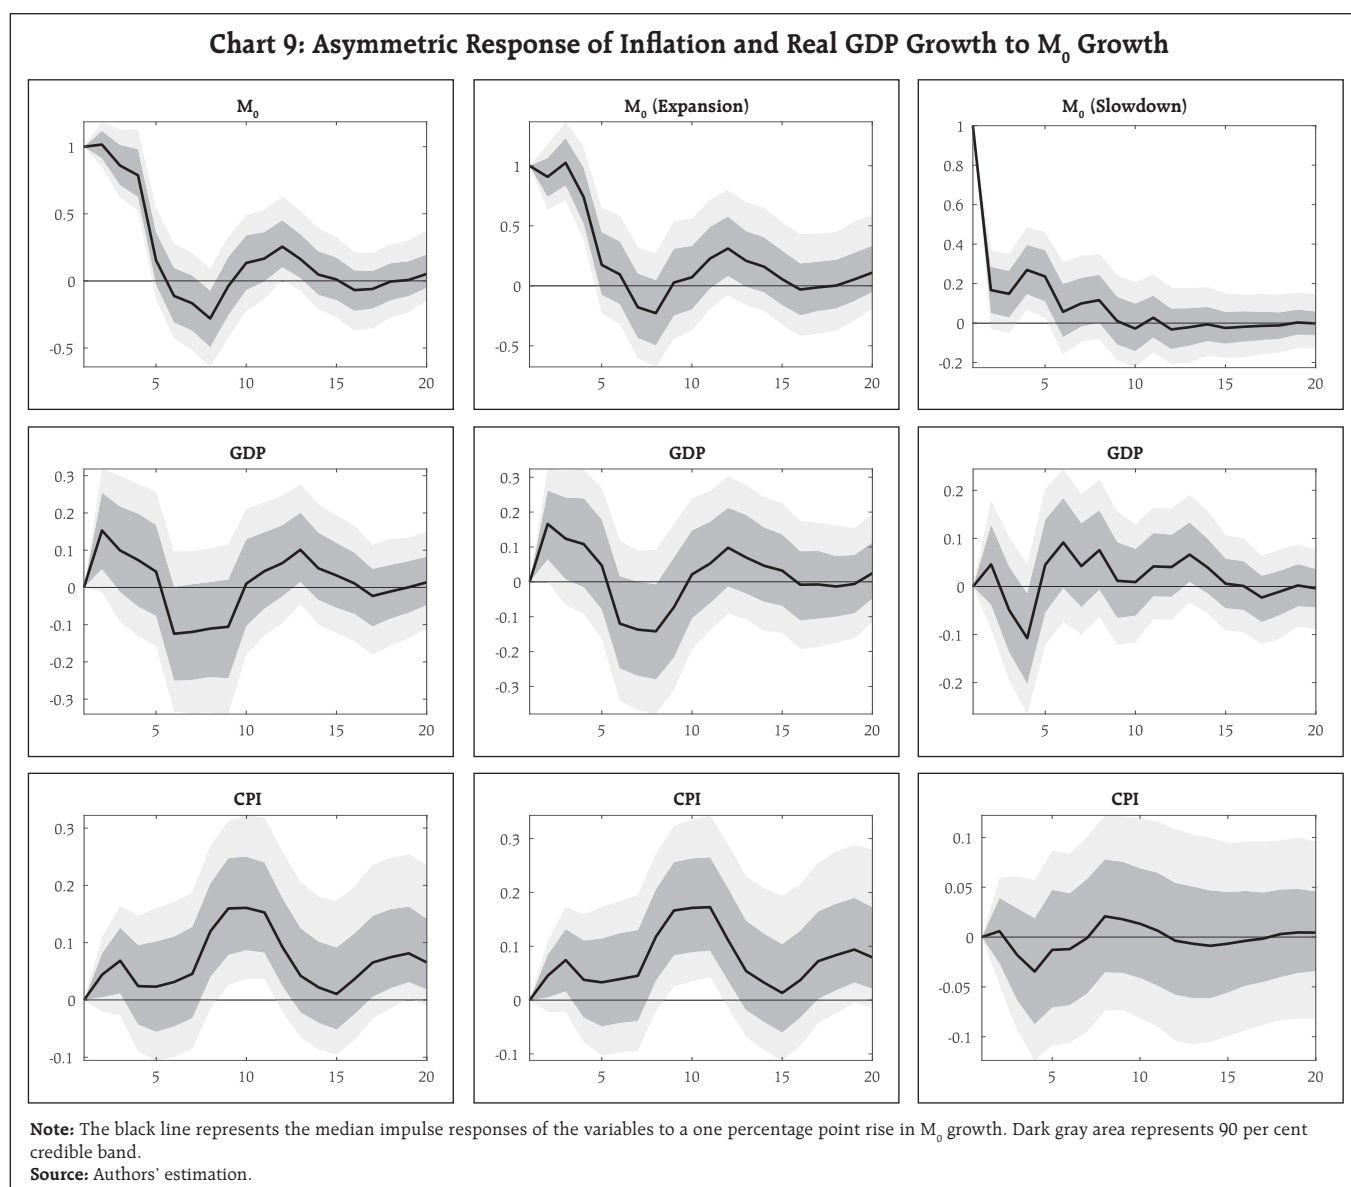 Chart 9: Asymmetric Response of Inflation and Real GDP Growth to M0 Growth
M0
1
0.5
0
-0.5
5 10 15 20
M0 (Expansion)
1
0.5
0
-0.5
5 10 15 20
M0 (Slowdown)
1
0.8
0.6
0.4
0.2
0
-0.2
5 10 15 20
GDP
0.3
0.2
0.1
0
-0.1
-0.2
-0.3
5 10 15 20
GDP
0.3
0.2
0.1
0
-0.1
-0.2
-0.3
5 10 15 20
GDP
0.2
0.1
0
-0.1
-0.2
5 10 15 20
CPI
0.3
0.2
0.1
0
-0.1
5 10 15 20
CPI
0.3
0.2
0.1
0
-0.1
5 10 15 20
CPI
0.1
0.05
0
-0.05
-0.1
5 10 15 20
Note: The black line represents the median impulse responses of the variables to a one percentage point rise in M0 growth. Dark gray area represents 90 per cent
credible band.
Source: Authors' estimation.